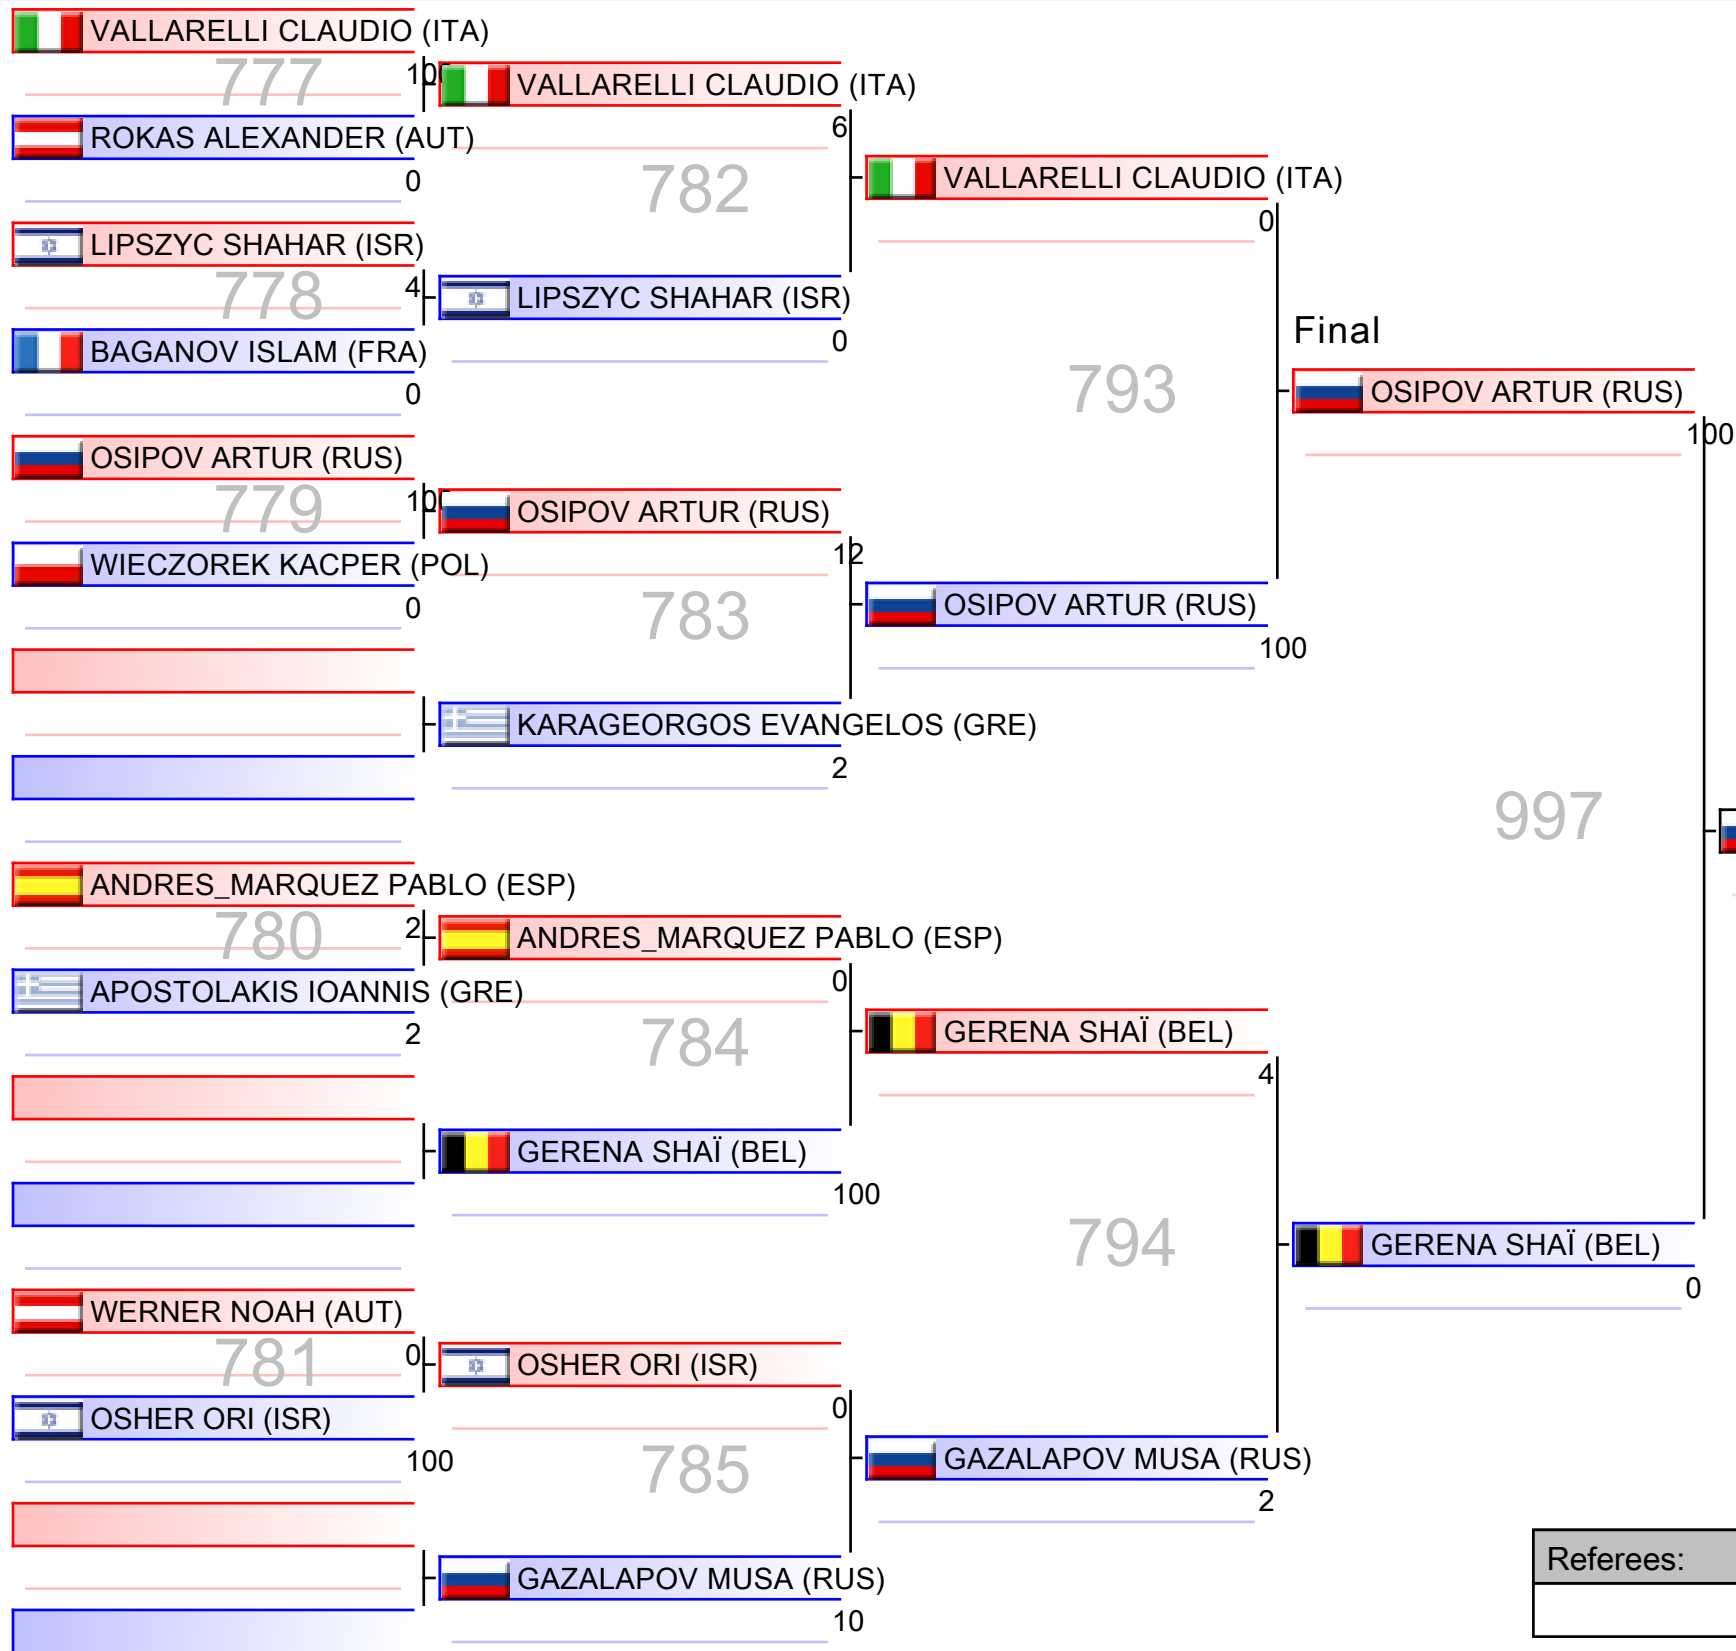 VALLARELLI CLAUDIO (ITA)
777
100
ROKAS ALEXANDER (AUT)
0
LIPSZYC SHAHAR (ISR)
778
4
BAGANOV ISLAM (FRA)
0
OSIPOV ARTUR (RUS)
779
100
WIECZOREK KACPER (POL)
0
ANDRES_MARQUEZ PABLO (ESP)
780
2
APOSTOLAKIS IOANNIS (GRE)
2
WERNER NOAH (AUT)
781
0
OSHER ORI (ISR)
100
VALLARELLI CLAUDIO (ITA)
6
782
LIPSZYC SHAHAR (ISR)
0
OSIPOV ARTUR (RUS)
12
783
KARAGEORGOS EVANGELOS (GRE)
2
ANDRES_MARQUEZ PABLO (ESP)
0
784
GERENA SHAÏ (BEL)
100
OSHER ORI (ISR)
0
785
GAZALAPOV MUSA (RUS)
10
VALLARELLI CLAUDIO (ITA)
0
793
OSIPOV ARTUR (RUS)
100
GERENA SHAÏ (BEL)
4
794
GAZALAPOV MUSA (RUS)
2
Final
OSIPOV ARTUR (RUS)
100
997
GERENA SHAÏ (BEL)
0
Referees: